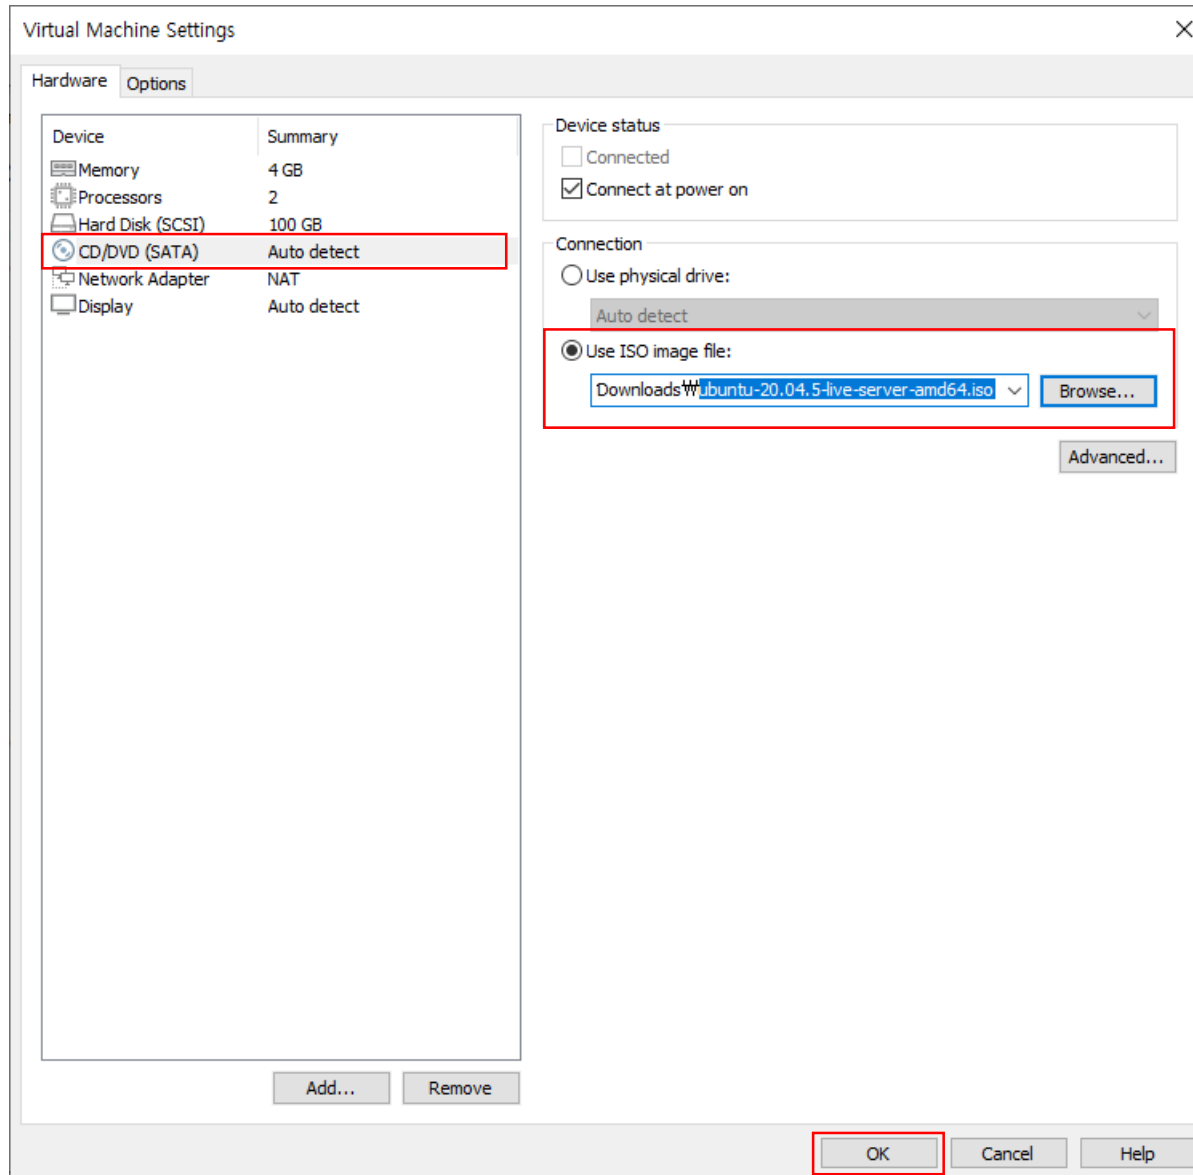 Virtual Machine Settings
Hardware Options
Device Summary
Memory 4 GB
Processors 2
Hard Disk (SCSI) 100 GB
CD/DVD (SATA) Auto detect
Network Adapter NAT
Display Auto detect
Add... Remove
Device status
Connected
Connect at power on
Connection
Use physical drive:
Auto detect
Use ISO image file:
Downloads₩ubuntu-20.04.5-live-server-amd64.iso Browse...
Advanced...
OK Cancel Help